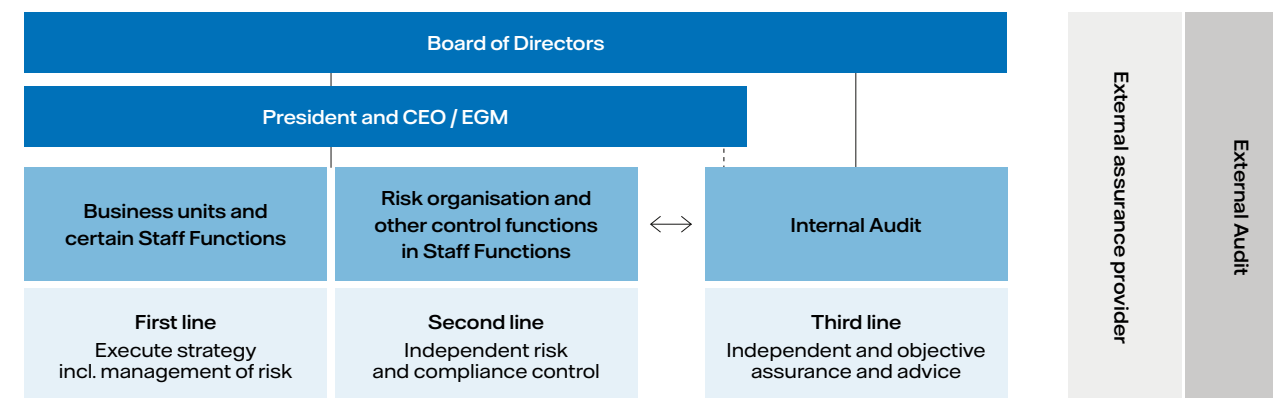 Board of Directors
President and CEO / EGM
Business units and
certain Staff Functions
Risk organisation and
other control functions
in Staff Functions
Internal Audit
First line
Execute strategy
incl. management of risk
Second line
Independent risk
and compliance control
Third line
Independent and objective
assurance and advice
External assurance provider
External Audit